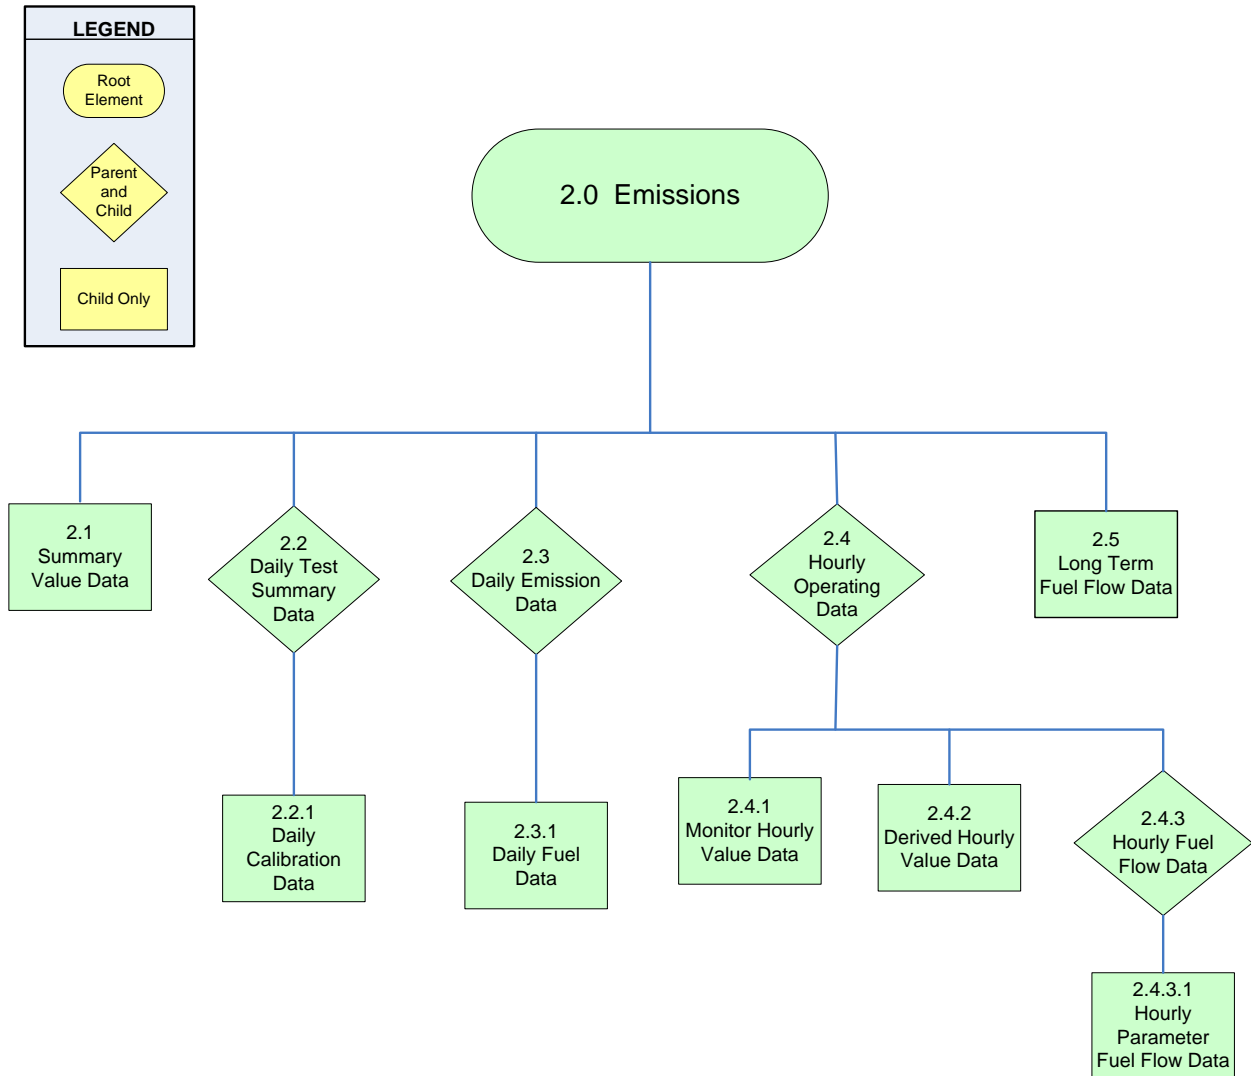 LEGEND
Root
Element
Parent
and
Child
Child Only
2.0 Emissions
2.1
Summary
Value Data
2.2
Daily Test
Summary
Data
2.3
Daily Emission
Data
2.4
Hourly
Operating
Data
2.5
Long Term
Fuel Flow Data
2.2.1
Daily
Calibration
Data
2.3.1
Daily Fuel
Data
2.4.1
Monitor Hourly
Value Data
2.4.2
Derived Hourly
Value Data
2.4.3
Hourly Fuel
Flow Data
2.4.3.1
Hourly
Parameter
Fuel Flow Data